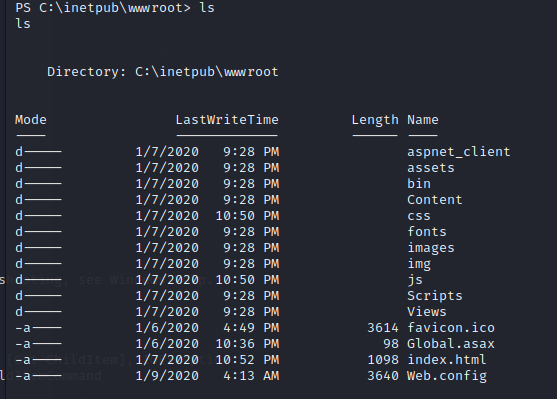 PS C:\inetpub\wwwroot> ls
ls
Directory: C:\inetpub\wwwroot
Mode LastWriteTime Length Name
---- ------------- ------ ----
d----- 1/7/2020 9:28 PM aspnet_client
d----- 1/7/2020 9:28 PM assets
d----- 1/7/2020 9:28 PM bin
d----- 1/7/2020 9:28 PM Content
d----- 1/7/2020 10:50 PM css
d----- 1/7/2020 9:28 PM fonts
d----- 1/7/2020 9:28 PM images
d----- 1/7/2020 9:28 PM img
d----- 1/7/2020 10:50 PM js
d----- 1/7/2020 9:28 PM Scripts
d----- 1/7/2020 9:28 PM Views
-a---- 1/6/2020 4:49 PM 3614 favicon.ico
-a---- 1/6/2020 10:36 PM 98 Global.asax
-a---- 1/7/2020 10:52 PM 1098 index.html
-a---- 1/9/2020 4:13 AM 3640 Web.config